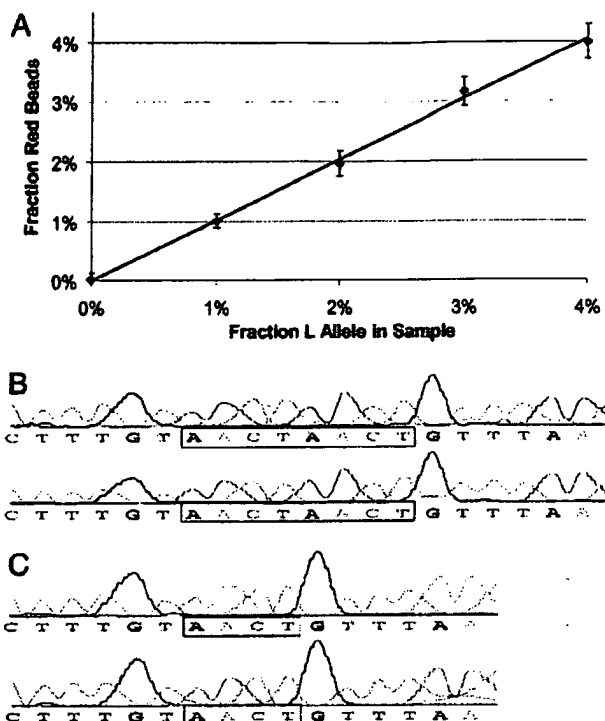 A
Fraction Red Beads
4%
3%
2%
1%
0%
0% 1% 2% 3% 4%
Fraction L Allele in Sample
B
C T T T G T A A C T A A C T G T T T A A
C T T T G T A A C T A A C T G T T T A A
C
C T T T G T A A C T G T T T A A
C T T T G T A A C T G T T T A A